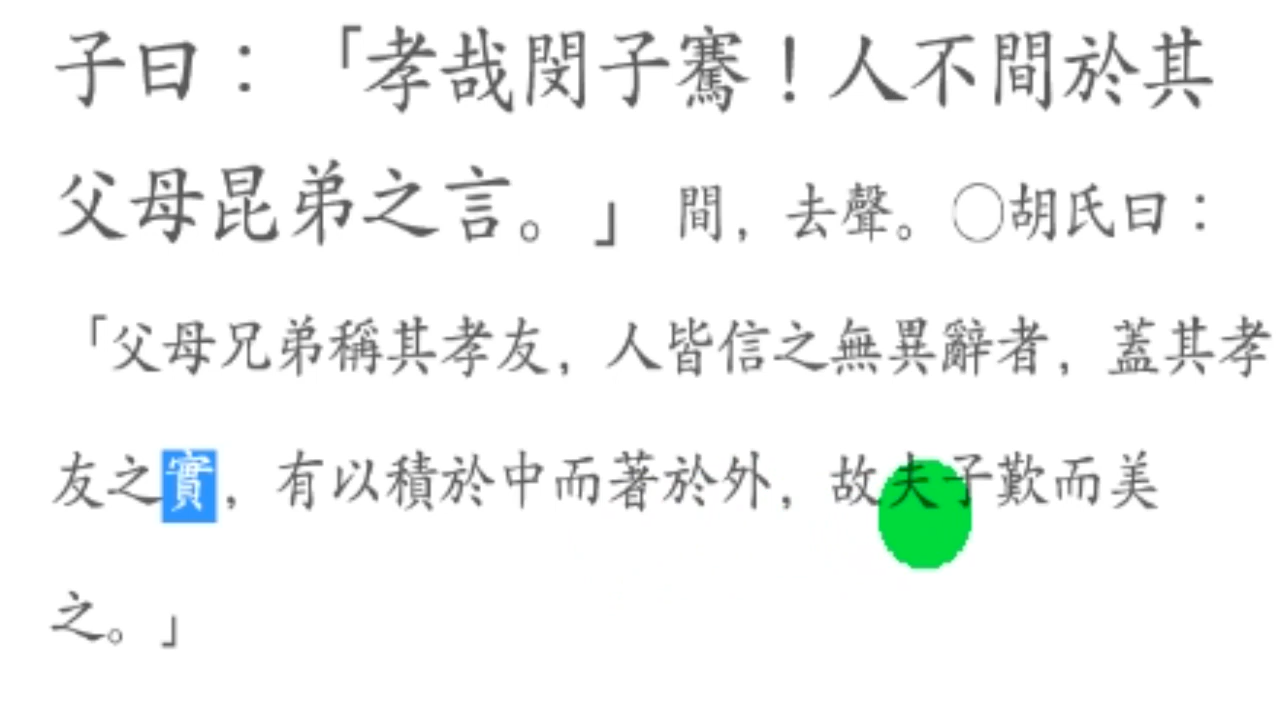 子曰：「孝哉閔子騫！人不間於其
父母昆弟之言。」間，去聲。○胡氏曰：
「父母兄弟稱其孝友，人皆信之無異辭者，蓋其孝
友之實，有以積於中而著於外，故夫子歎而美
之。」